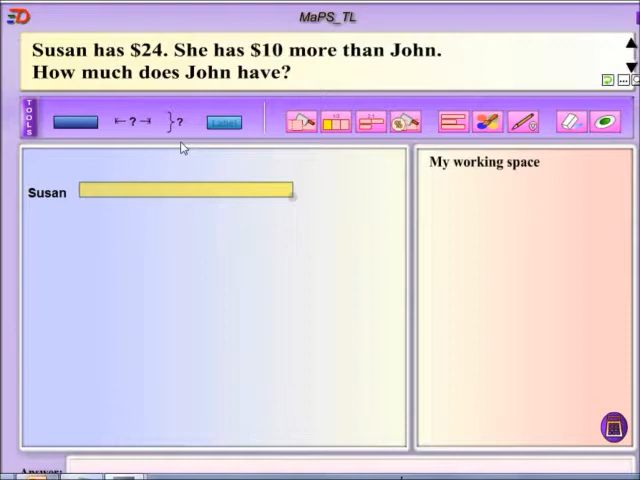 MaPS_TL
Susan has $24. She has $10 more than John.
How much does John have?
TOOLS
?
}?
Label
Susan
My working space
Answer: